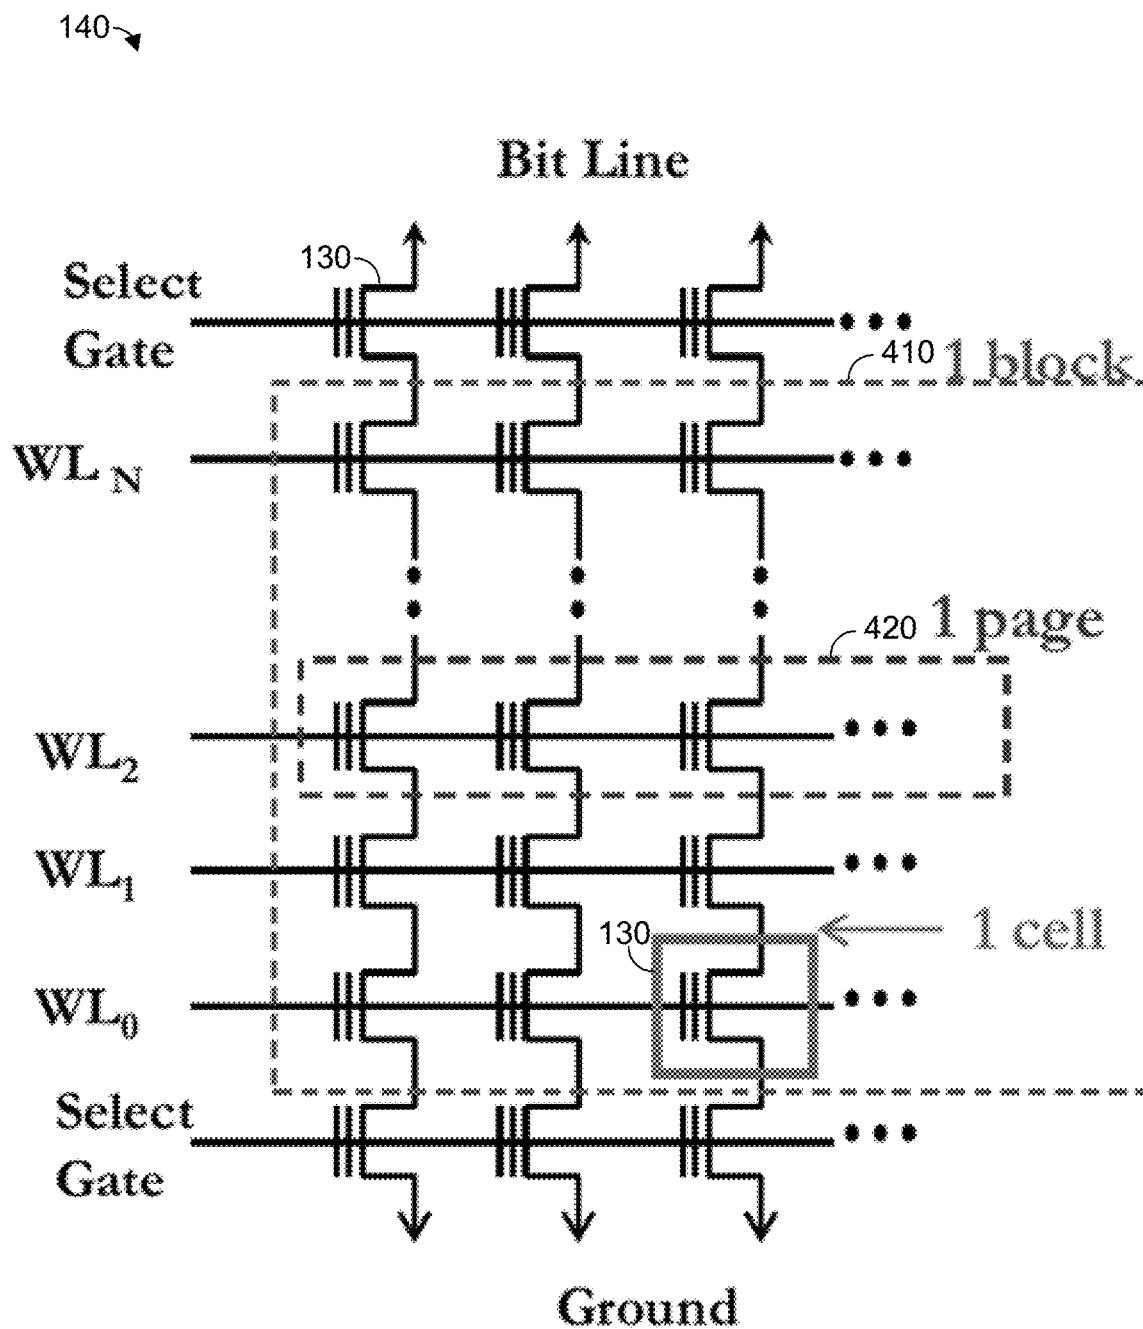 140
Bit Line
130
Select
Gate
410
1 block
WL N
420
1 page
WL2
WL1
130
1 cell
WL0
Select
Gate
Ground